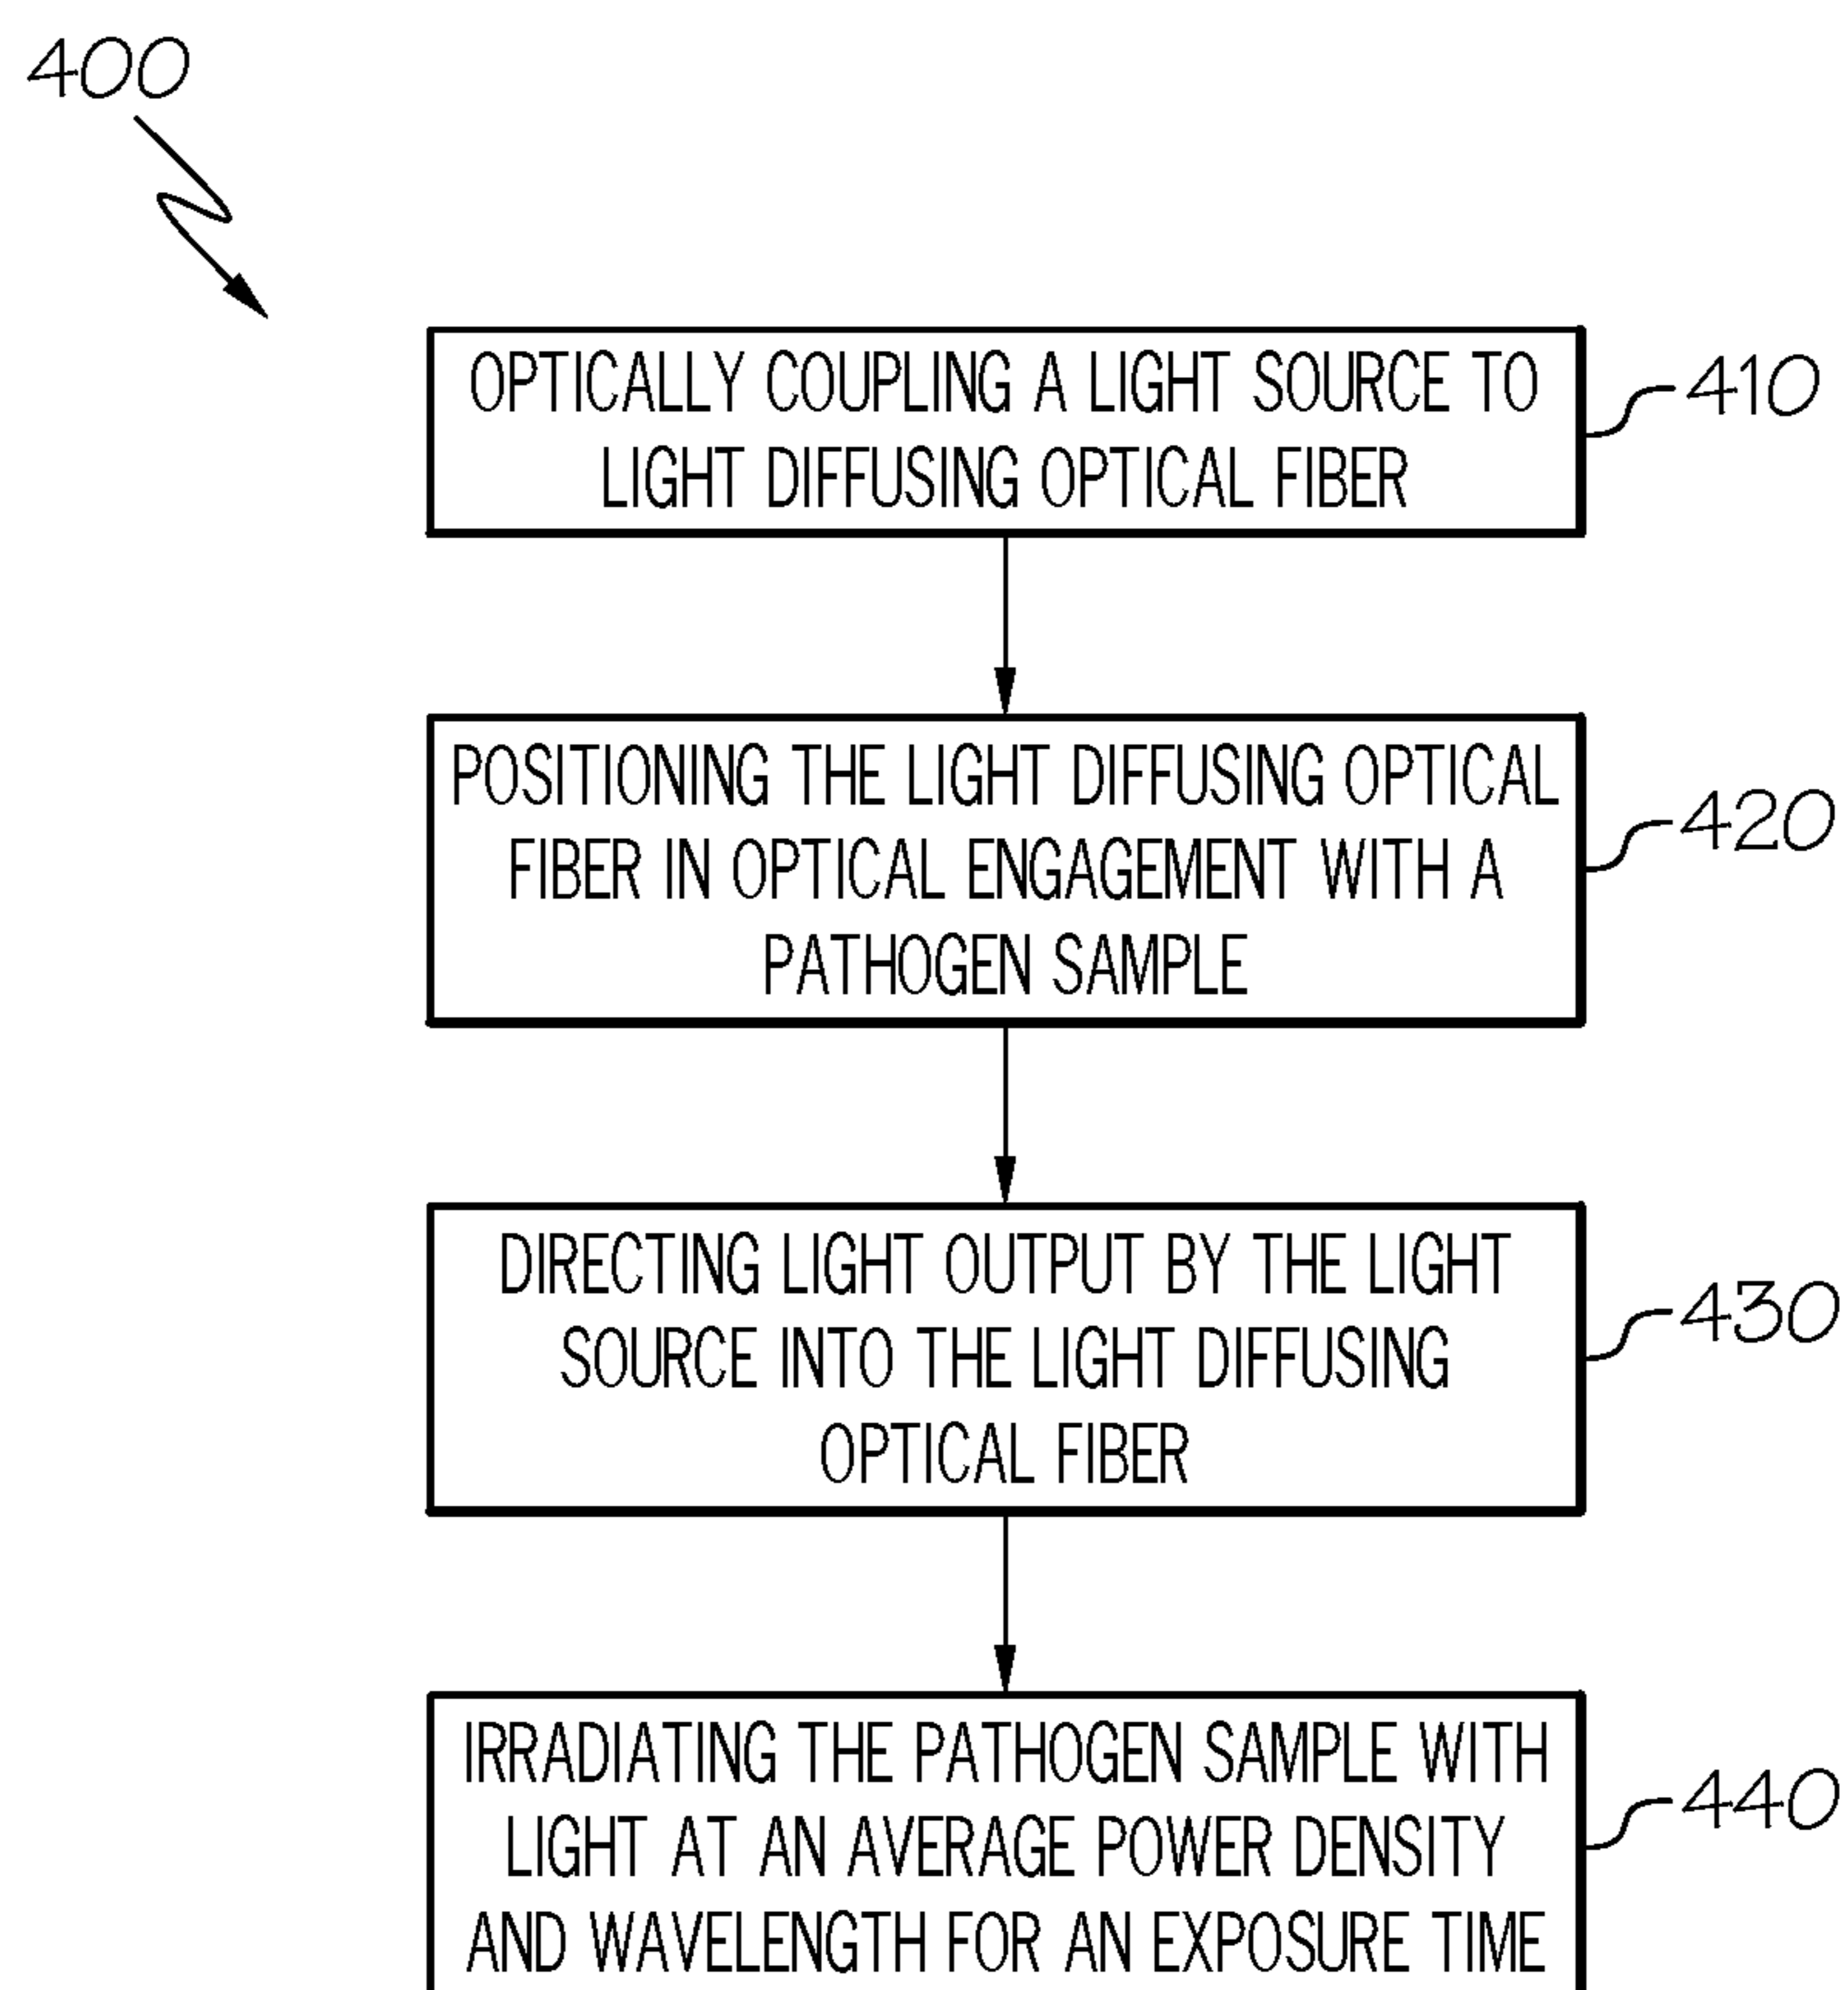 400
OPTICALLY COUPLING A LIGHT SOURCE TO
LIGHT DIFFUSING OPTICAL FIBER
410
POSITIONING THE LIGHT DIFFUSING OPTICAL
FIBER IN OPTICAL ENGAGEMENT WITH A
PATHOGEN SAMPLE
420
DIRECTING LIGHT OUTPUT BY THE LIGHT
SOURCE INTO THE LIGHT DIFFUSING
OPTICAL FIBER
430
IRRADIATING THE PATHOGEN SAMPLE WITH
LIGHT AT AN AVERAGE POWER DENSITY
AND WAVELENGTH FOR AN EXPOSURE TIME
440